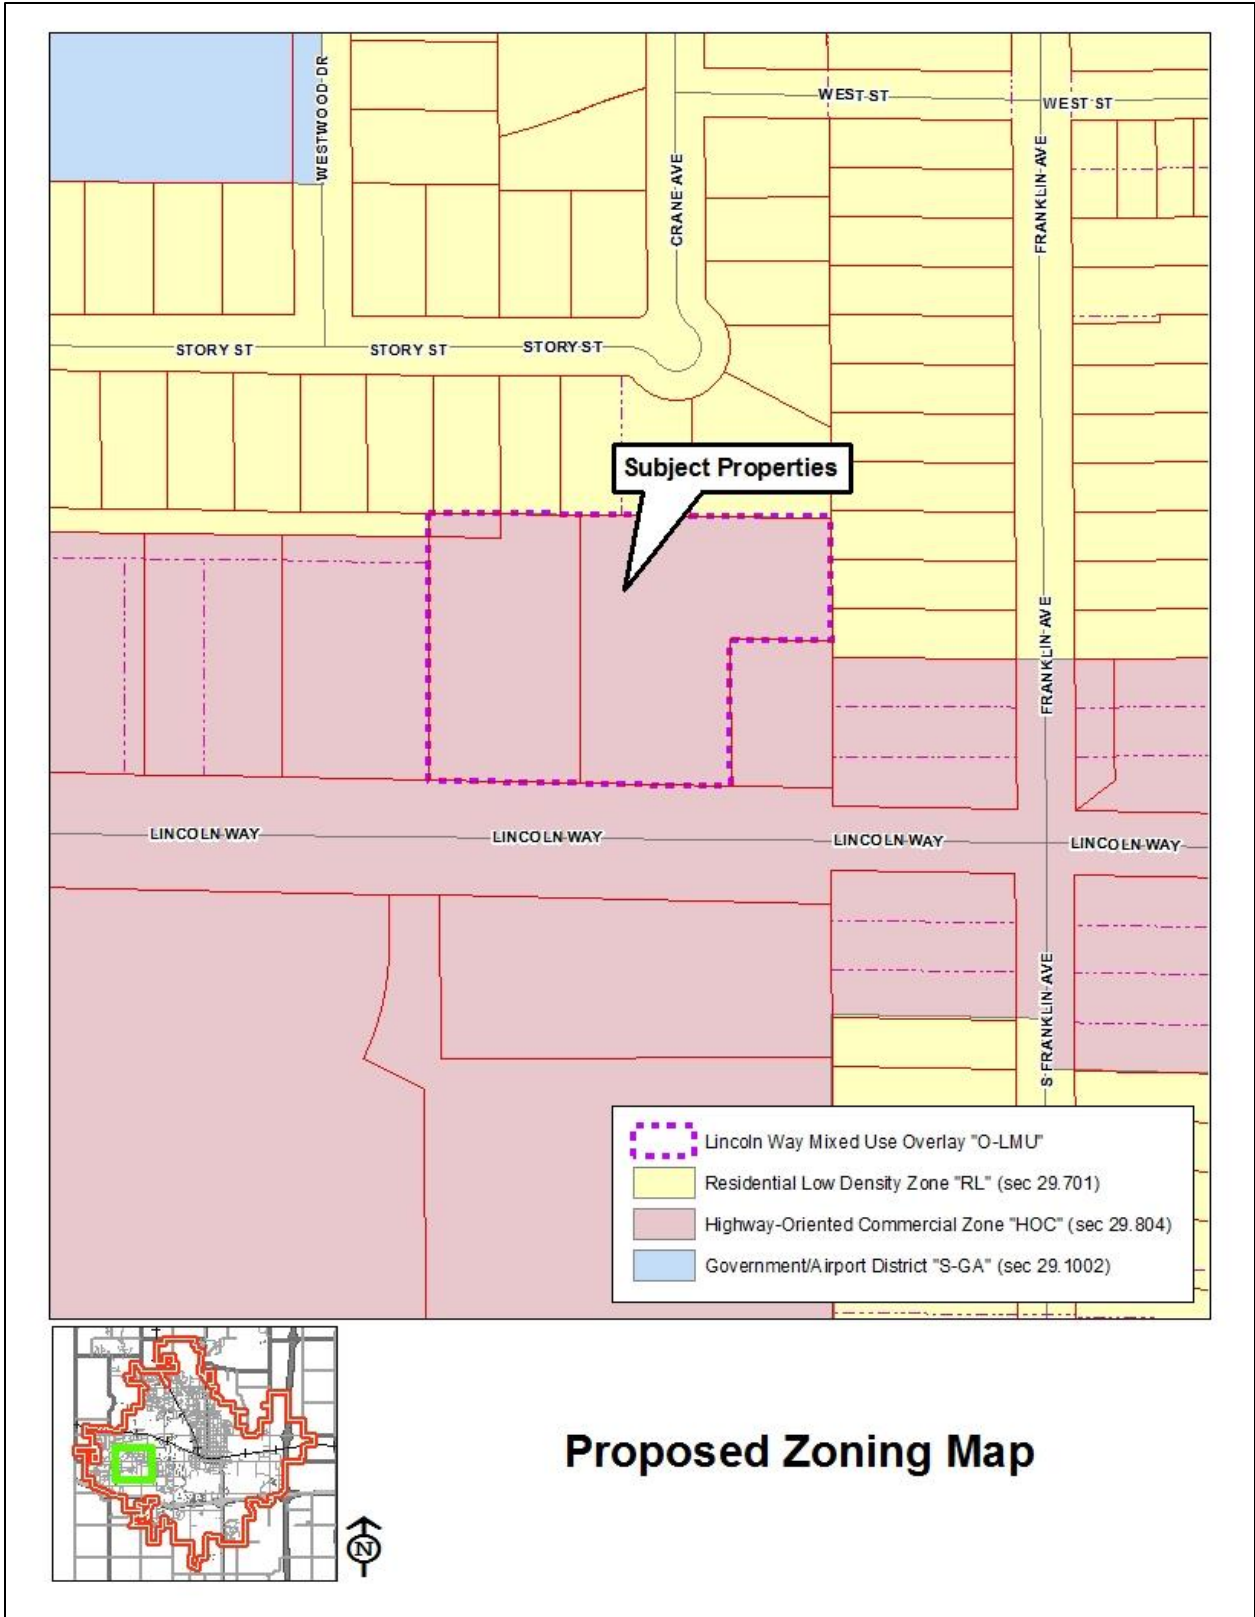 WESTWOOD DR
WEST ST
WEST ST
CRANE AVE
FRANKLIN AVE
STORY ST
STORY ST
STORY ST
Subject Properties
FRANKLIN AVE
LINCOLN WAY
LINCOLN WAY
LINCOLN WAY
LINCOLN WAY
S FRANKLIN AVE
Lincoln Way Mixed Use Overlay "O-LMU"
Residential Low Density Zone "RL" (sec 29.701)
Highway-Oriented Commercial Zone "HOC" (sec 29.804)
Government/Airport District "S-GA" (sec 29.1002)
Proposed Zoning Map
N